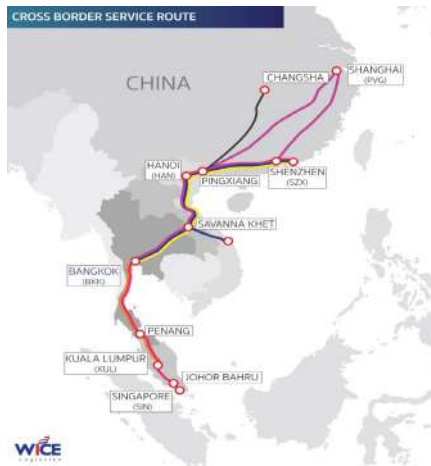 CROSS BORDER SERVICE ROUTE
SHANGHAI
(PVG)
CHANGSHA
CHINA
HANOI
(HAN)
PINGXIANG
SHENZHEN
(SZX)
SAVANNA KHET
BANGKOK
(BKK)
PENANG
KUALA LUMPUR
(KUL)
JOHOR BAHRU
SINGAPORE
(SIN)
WICE
Logistics